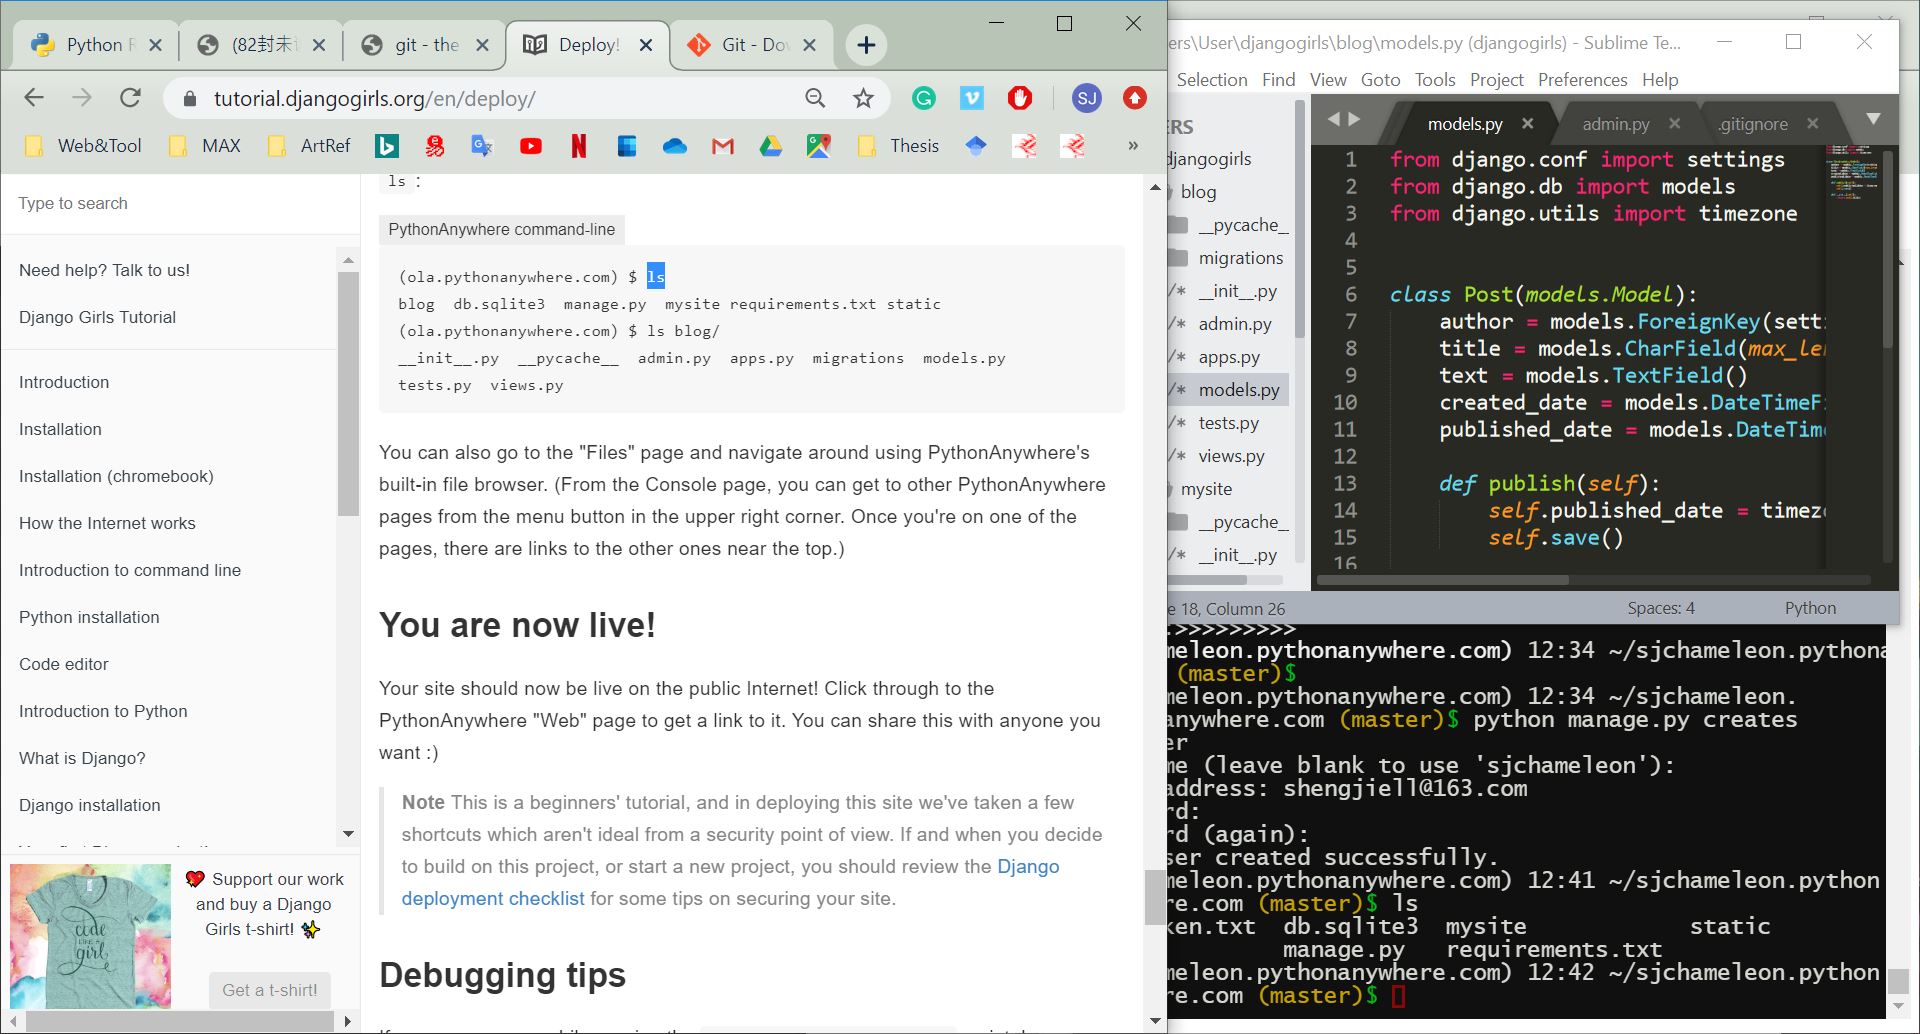 Python R
(82封未
git - the
Deploy!
Git - Dov
tutorial.djangogirls.org/en/deploy/
SJ
Web&Tool
MAX
ArtRef
Thesis
»
Type to search
Need help? Talk to us!
Django Girls Tutorial
Introduction
Installation
Installation (chromebook)
How the Internet works
Introduction to command line
Python installation
Code editor
Introduction to Python
What is Django?
Django installation
Support our work
and buy a Django
Girls t-shirt!
code
like a
girl
Get a t-shirt!
ls :
PythonAnywhere command-line
(ola.pythonanywhere.com) $ ls
blog db.sqlite3 manage.py mysite requirements.txt static
(ola.pythonanywhere.com) $ ls blog/
__init__.py __pycache__ admin.py apps.py migrations models.py
tests.py views.py
You can also go to the "Files" page and navigate around using PythonAnywhere's
built-in file browser. (From the Console page, you can get to other PythonAnywhere
pages from the menu button in the upper right corner. Once you're on one of the
pages, there are links to the other ones near the top.)
You are now live!
Your site should now be live on the public Internet! Click through to the
PythonAnywhere "Web" page to get a link to it. You can share this with anyone you
want :)
Note This is a beginners' tutorial, and in deploying this site we've taken a few
shortcuts which aren't ideal from a security point of view. If and when you decide
to build on this project, or start a new project, you should review the Django
deployment checklist for some tips on securing your site.
Debugging tips
ers\User\djangogirls\blog\models.py (djangogirls) - Sublime Te...
Selection Find View Goto Tools Project Preferences Help
ERS
djangogirls
blog
__pycache_
migrations
/* __init__.py
/* admin.py
/* apps.py
/* models.py
/* tests.py
/* views.py
mysite
__pycache_
/* __init__.py
models.py
admin.py
.gitignore
1 from django.conf import settings
2 from django.db import models
3 from django.utils import timezone
4
5
6 class Post(models.Model):
7 author = models.ForeignKey(sett
8 title = models.CharField(max_le
9 text = models.TextField()
10 created_date = models.DateTimeF
11 published_date = models.DateTim
12
13 def publish(self):
14 self.published_date = timez
15 self.save()
16
e 18, Column 26
Spaces: 4
Python
.>>>>>>>>>>
meleon.pythonanywhere.com) 12:34 ~/sjchameleon.pythona
(master)$
meleon.pythonanywhere.com) 12:34 ~/sjchameleon.
anywhere.com (master)$ python manage.py creates
er
me (leave blank to use 'sjchameleon'):
address: shengjiell@163.com
rd:
rd (again):
ser created successfully.
meleon.pythonanywhere.com) 12:41 ~/sjchameleon.python
re.com (master)$ ls
ken.txt db.sqlite3 mysite static
manage.py requirements.txt
meleon.pythonanywhere.com) 12:42 ~/sjchameleon.python
re.com (master)$